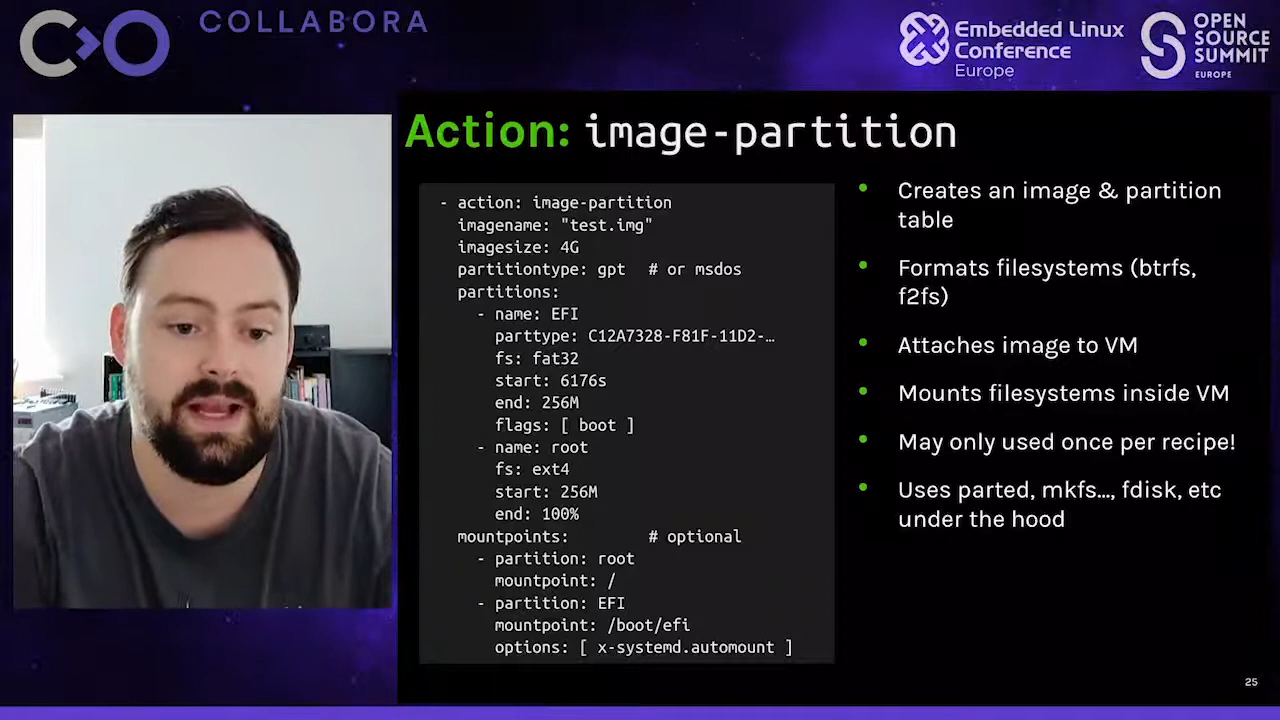 COLLABORA
Embedded Linux
Conference
Europe
OPEN
SOURCE
SUMMIT
EUROPE
Action: image-partition
- action: image-partition
imagename: "test.img"
imagesize: 4G
partitiontype: gpt # or msdos
partitions:
- name: EFI
parttype: C12A7328-F81F-11D2-…
fs: fat32
start: 6176s
end: 256M
flags: [ boot ]
- name: root
fs: ext4
start: 256M
end: 100%
mountpoints: # optional
- partition: root
mountpoint: /
- partition: EFI
mountpoint: /boot/efi
options: [ x-systemd.automount ]
• Creates an image & partition
table
• Formats filesystems (btrfs,
f2fs)
• Attaches image to VM
• Mounts filesystems inside VM
• May only used once per recipe!
• Uses parted, mkfs…, fdisk, etc
under the hood
25